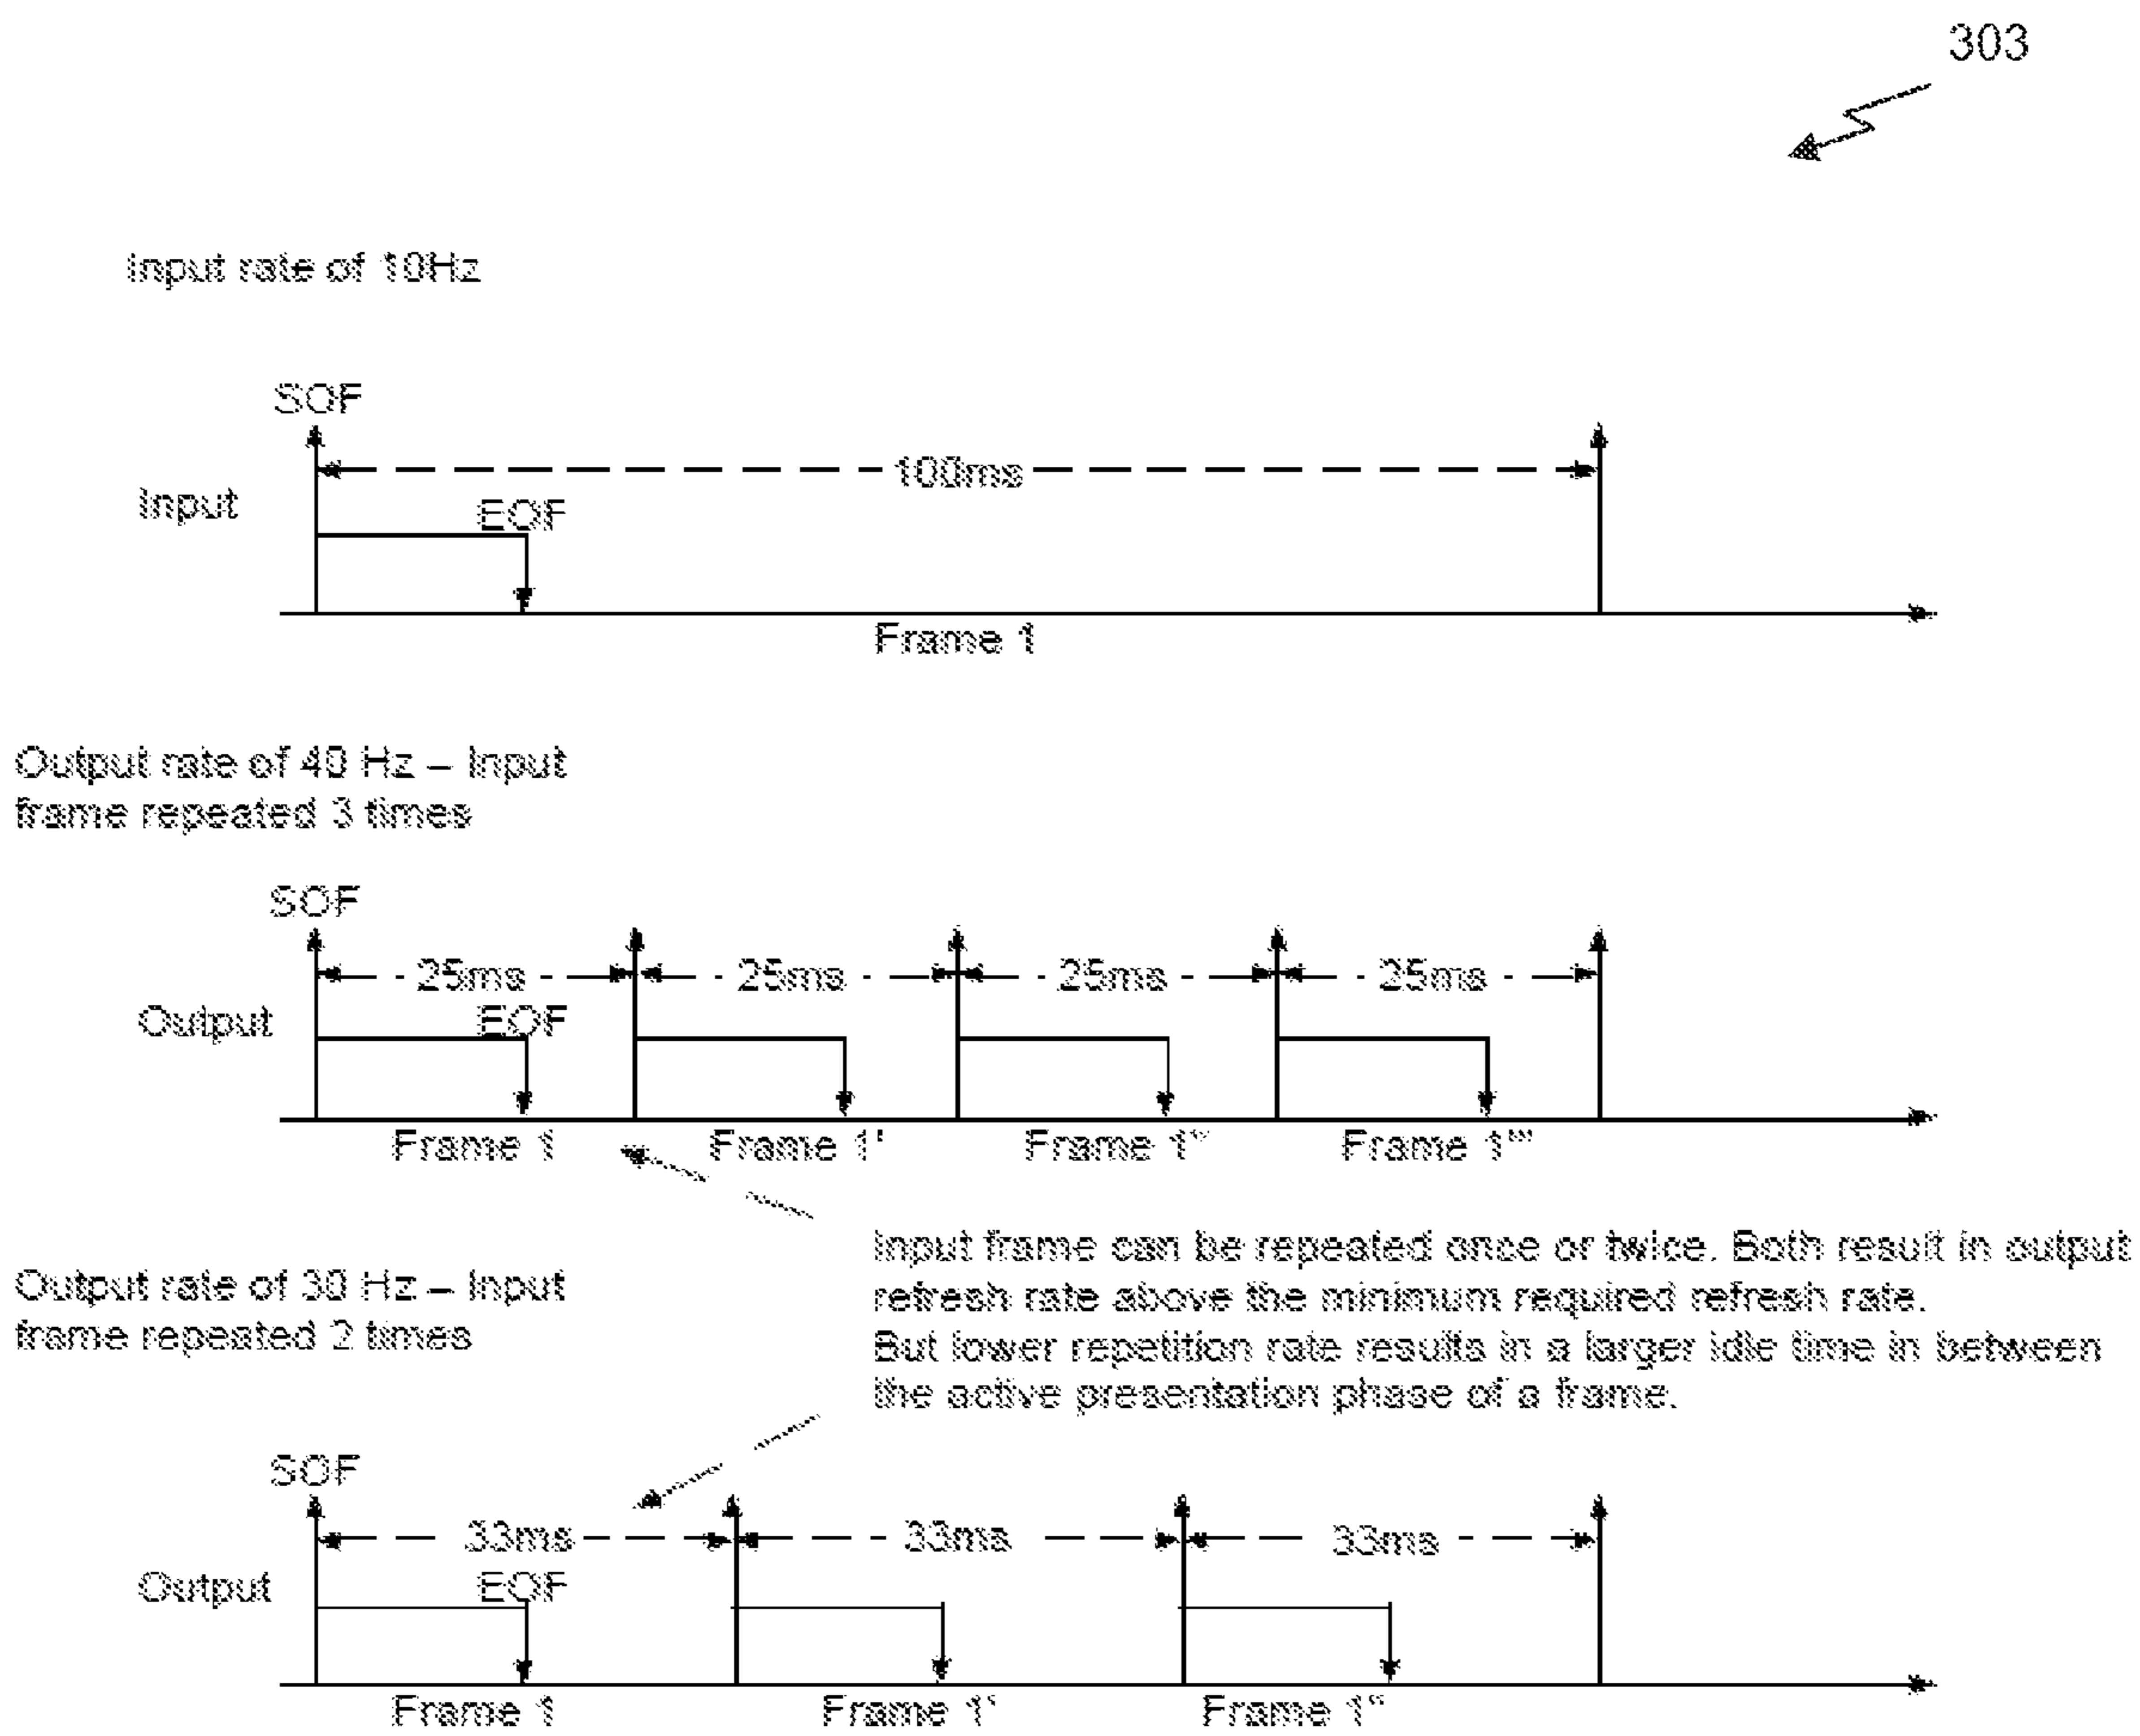 303
Input rate of 10Hz
SOF
100ms
Input
EOF
Frame 1
Output rate of 40 Hz – Input
frame repeated 3 times
SOF
25ms 25ms 25ms 25ms
Output
EOF
Frame 1 Frame 1' Frame 1'' Frame 1'''
Input frame can be repeated once or twice. Both result in output
refresh rate above the minimum required refresh rate.
But lower repetition rate results in a larger idle time in between
the active presentation phase of a frame.
Output rate of 30 Hz – Input
frame repeated 2 times
SOF
33ms 33ms 33ms
Output
EOF
Frame 1 Frame 1' Frame 1''